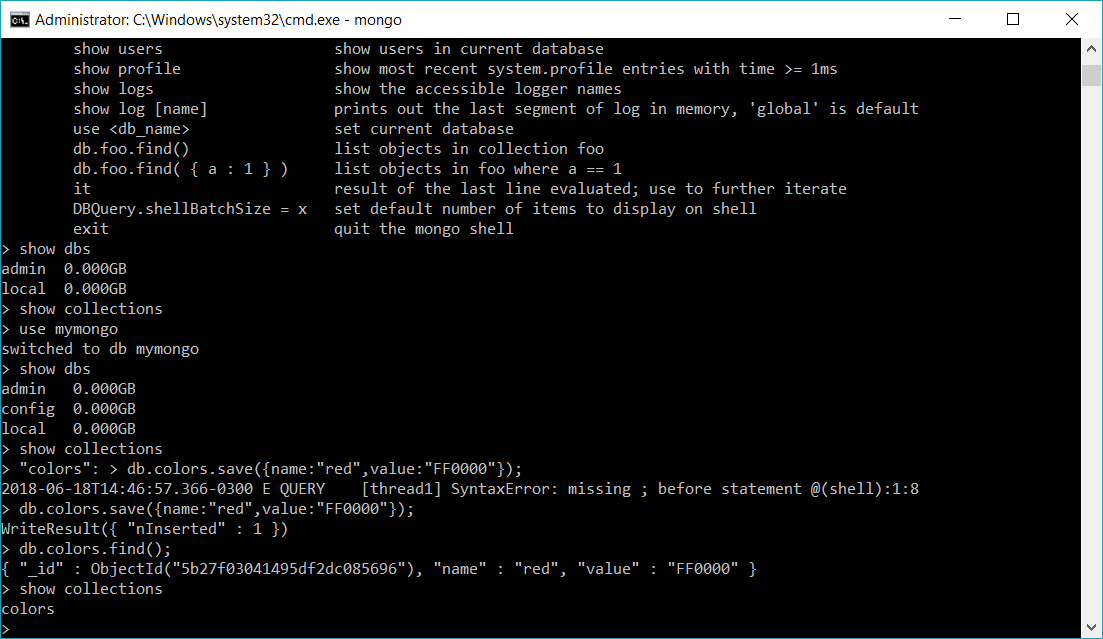 Administrator: C:\Windows\system32\cmd.exe - mongo
show users                   show users in current database
show profile                 show most recent system.profile entries with time >= 1ms
show logs                    show the accessible logger names
show log [name]              prints out the last segment of log in memory, 'global' is default
use <db_name>                set current database
db.foo.find()                list objects in collection foo
db.foo.find( { a : 1 } )     list objects in foo where a == 1
it                           result of the last line evaluated; use to further iterate
DBQuery.shellBatchSize = x   set default number of items to display on shell
exit                         quit the mongo shell
> show dbs
admin  0.000GB
local  0.000GB
> show collections
> use mymongo
switched to db mymongo
> show dbs
admin   0.000GB
config  0.000GB
local   0.000GB
> show collections
> "colors": > db.colors.save({name:"red",value:"FF0000"});
2018-06-18T14:46:57.366-0300 E QUERY    [thread1] SyntaxError: missing ; before statement @(shell):1:8
> db.colors.save({name:"red",value:"FF0000"});
WriteResult({ "nInserted" : 1 })
> db.colors.find();
{ "_id" : ObjectId("5b27f03041495df2dc085696"), "name" : "red", "value" : "FF0000" }
> show collections
colors
>